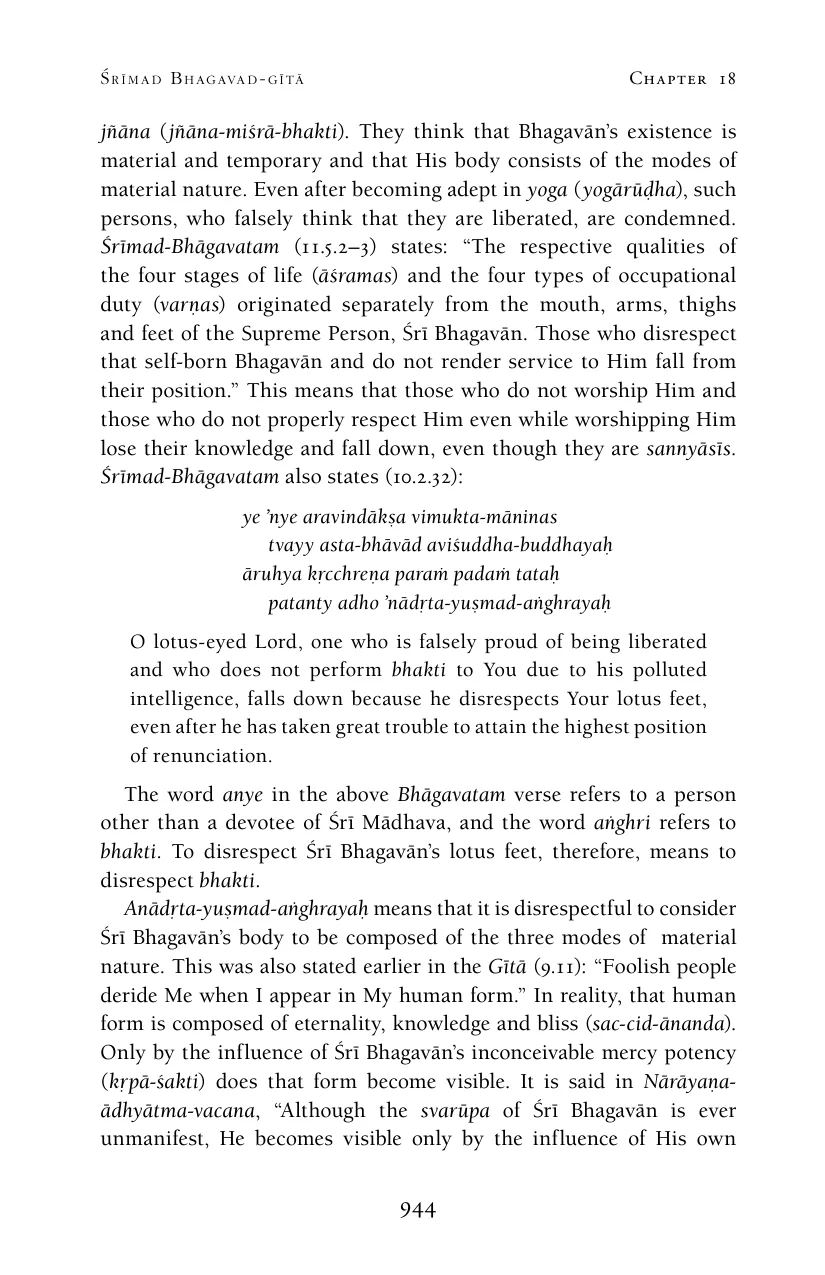 Śrīmad Bhagavad-gītā Chapter 18
jñāna (jñāna-miśrā-bhakti). They think that Bhagavān’s existence is
material and temporary and that His body consists of the modes of
material nature. Even after becoming adept in yoga (yogārūḍha), such
persons, who falsely think that they are liberated, are condemned.
Śrīmad-Bhāgavatam (11.5.2–3) states: “The respective qualities of
the four stages of life (āśramas) and the four types of occupational
duty (varṇas) originated separately from the mouth, arms, thighs
and feet of the Supreme Person, Śrī Bhagavān. Those who disrespect
that self-born Bhagavān and do not render service to Him fall from
their position.” This means that those who do not worship Him and
those who do not properly respect Him even while worshipping Him
lose their knowledge and fall down, even though they are sannyāsīs.
Śrīmad-Bhāgavatam also states (10.2.32):
ye ’nye aravindākṣa vimukta-māninas
tvayy asta-bhāvād aviśuddha-buddhayaḥ
āruhya kṛcchreṇa paraṁ padaṁ tataḥ
patanty adho ’nādṛta-yuṣmad-aṅghrayaḥ
O lotus-eyed Lord, one who is falsely proud of being liberated
and who does not perform bhakti to You due to his polluted
intelligence, falls down because he disrespects Your lotus feet,
even after he has taken great trouble to attain the highest position
of renunciation.
The word anye in the above Bhāgavatam verse refers to a person
other than a devotee of Śrī Mādhava, and the word aṅghri refers to
bhakti. To disrespect Śrī Bhagavān’s lotus feet, therefore, means to
disrespect bhakti.
Anādṛta-yuṣmad-aṅghrayaḥ means that it is disrespectful to consider
Śrī Bhagavān’s body to be composed of the three modes of material
nature. This was also stated earlier in the Gītā (9.11): “Foolish people
deride Me when I appear in My human form.” In reality, that human
form is composed of eternality, knowledge and bliss (sac-cid-ānanda).
Only by the influence of Śrī Bhagavān’s inconceivable mercy potency
(kṛpā-śakti) does that form become visible. It is said in Nārāyaṇa-
ādhyātma-vacana, “Although the svarūpa of Śrī Bhagavān is ever
unmanifest, He becomes visible only by the influence of His own
944